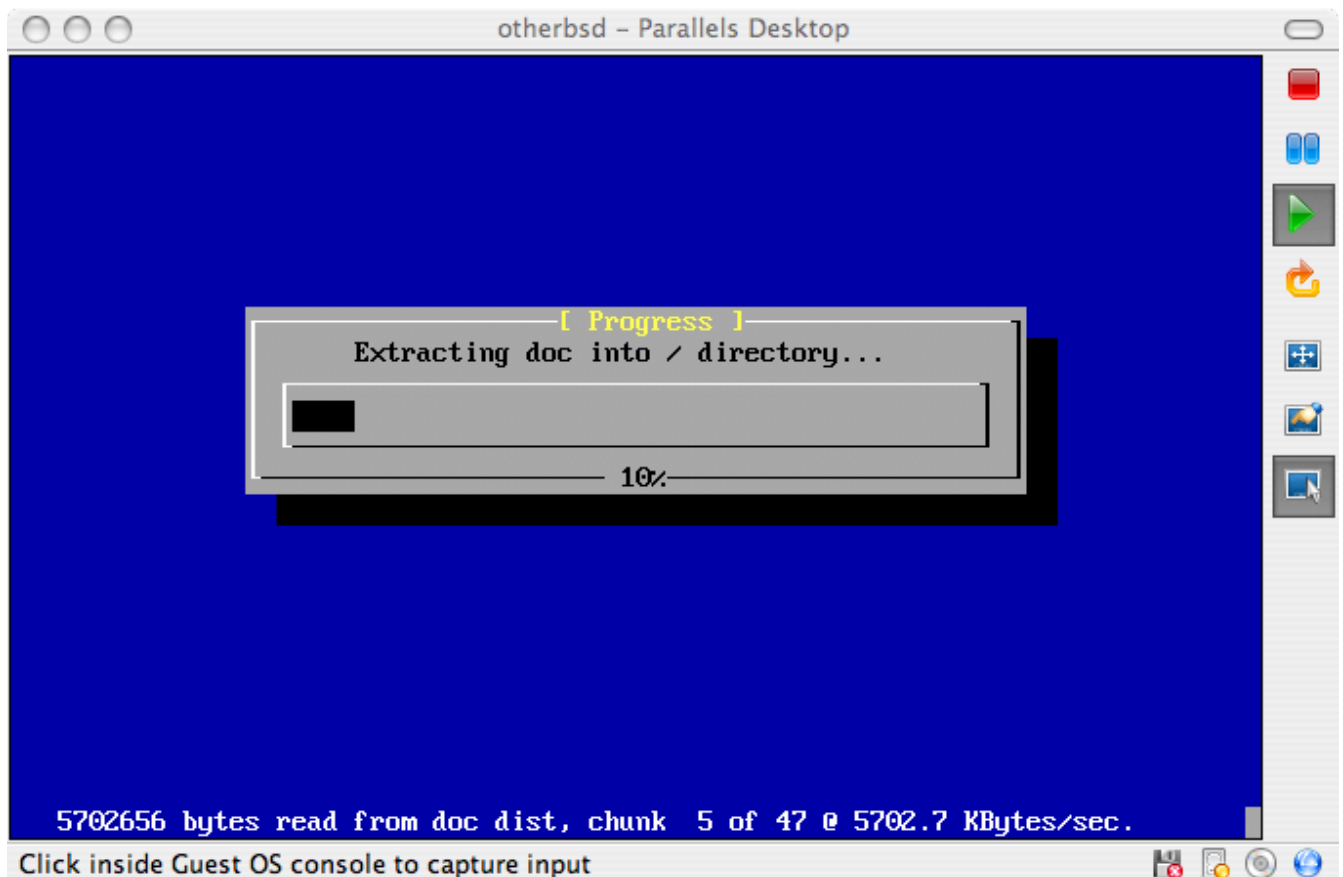 otherbsd – Parallels Desktop
[ Progress ]
Extracting doc into / directory...
10%
5702656 bytes read from doc dist, chunk  5 of 47 @ 5702.7 KBytes/sec.
Click inside Guest OS console to capture input